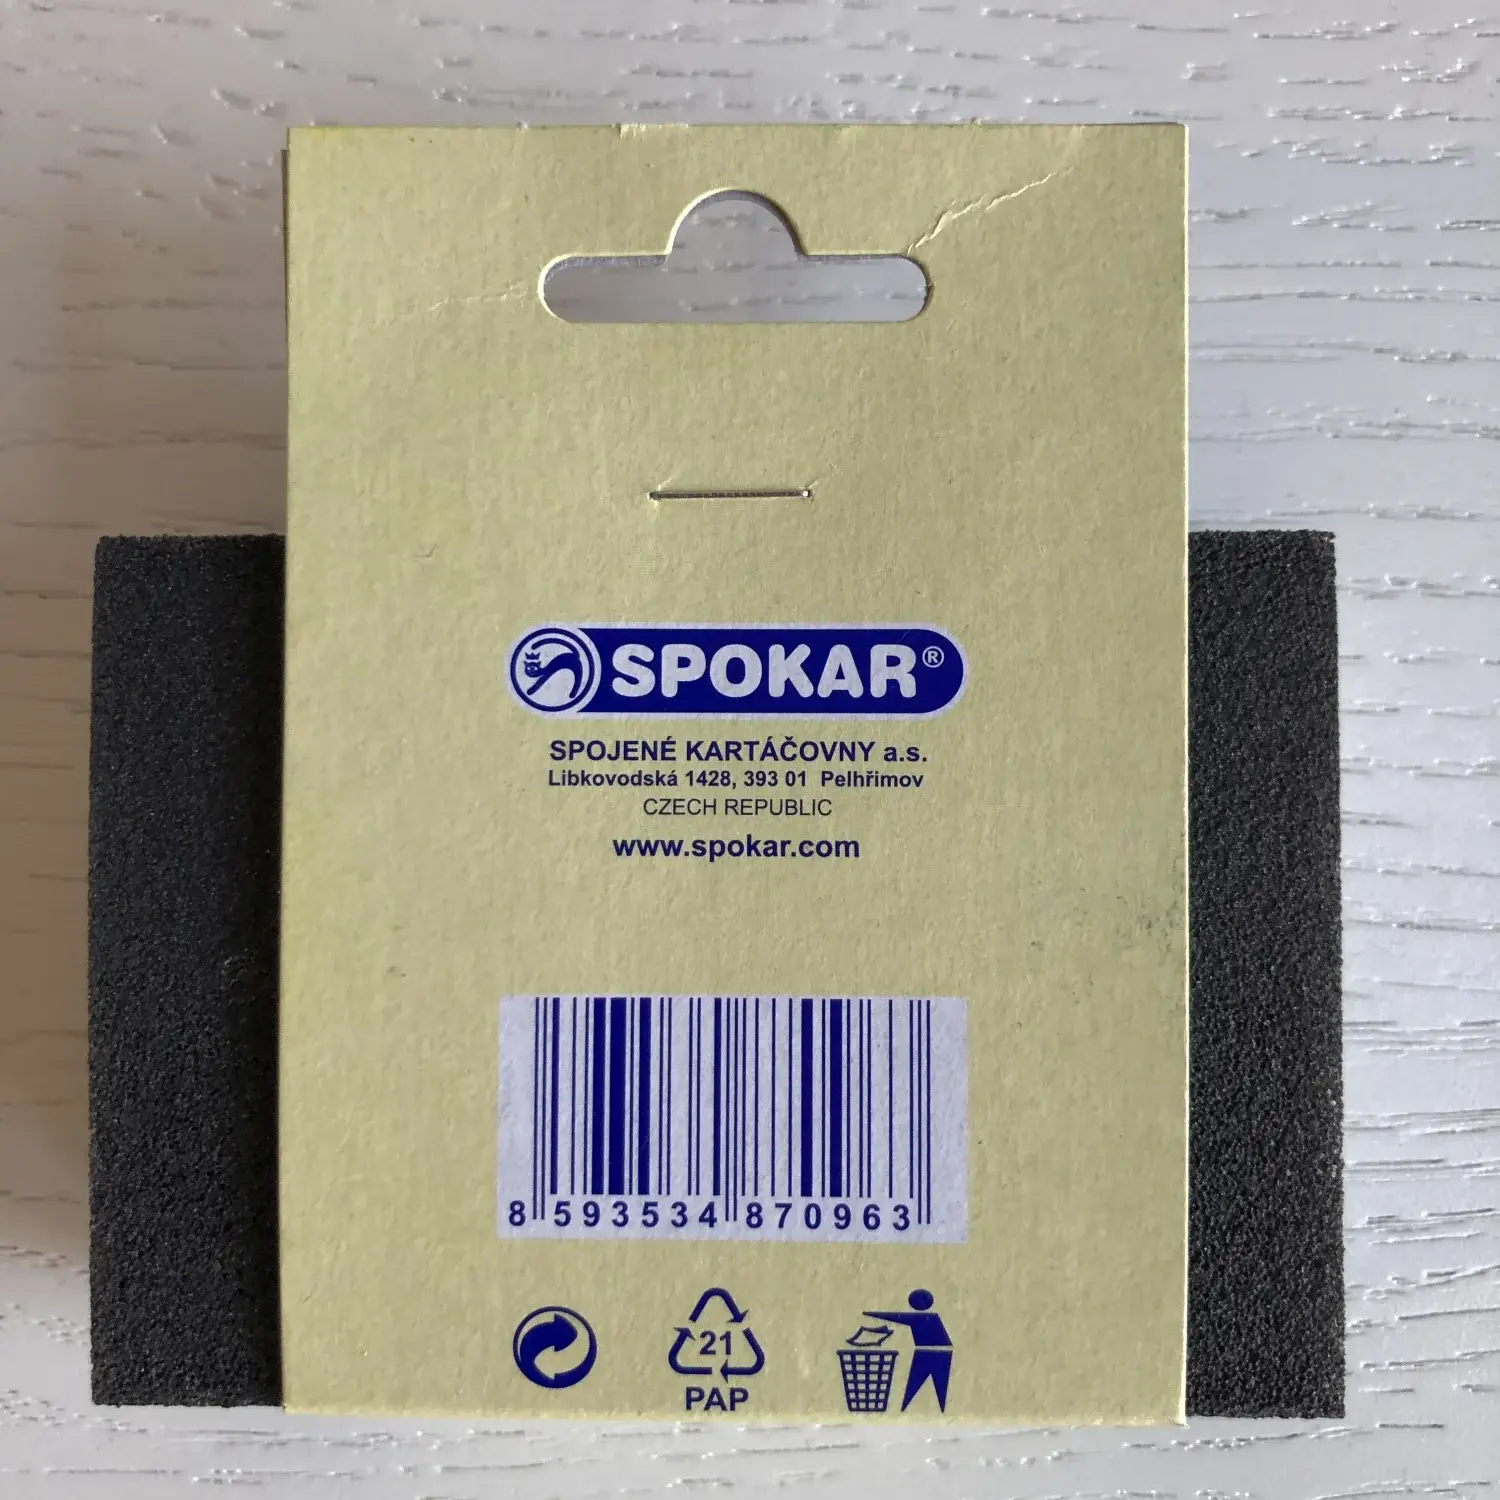 SPOKAR®
SPOJENÉ KARTÁČOVNY a.s.
Libkovodská 1428, 393 01 Pelhřimov
CZECH REPUBLIC
www.spokar.com
8 593534 870963
21
PAP